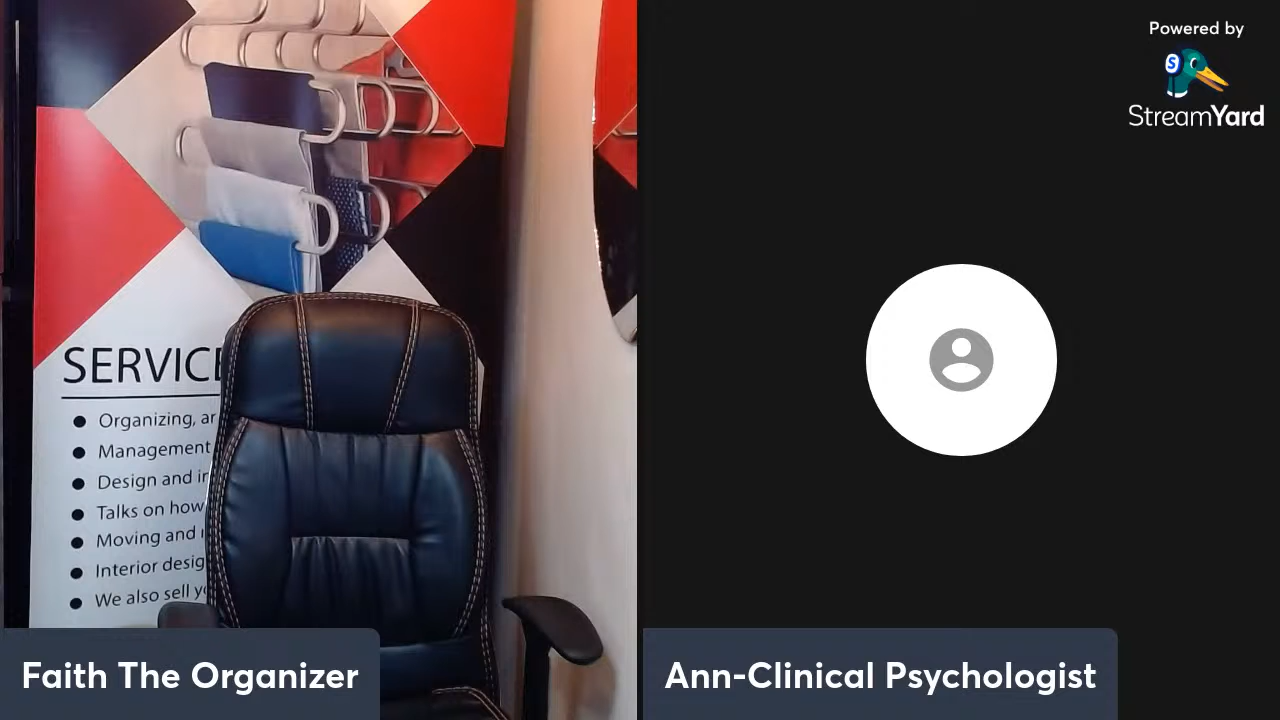 SERVICE
Organizing, ar
Management
Design and in
Talks on how
Moving and
Interior desig
We also sell yo
Faith The Organizer
Powered by
StreamYard
Ann-Clinical Psychologist